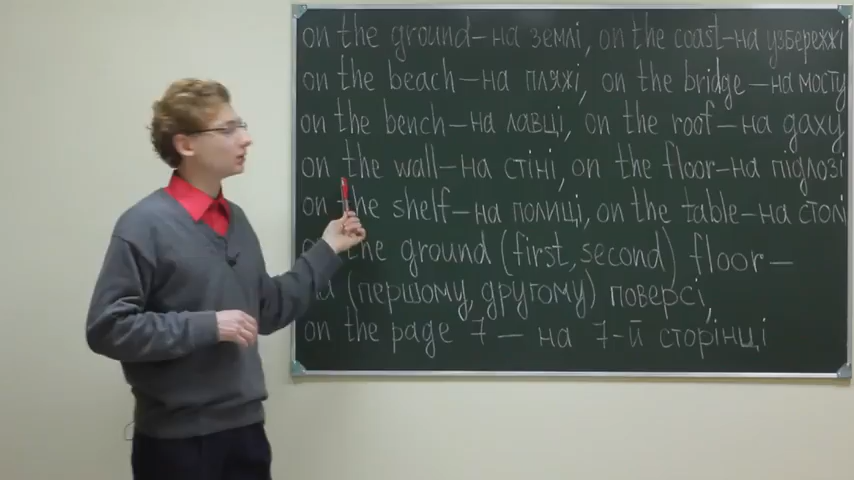 on the ground – на землі, on the coast – на узбережжі
on the beach – на пляжі, on the bridge – на мосту
on the bench – на лавці, on the roof – на даху
on the wall – на стіні, on the floor – на підлозі
on the shelf – на полиці, on the table – на столі
the ground (first, second) floor –
на (першому, другому) поверсі,
on the page 7 – на 7-й сторінці